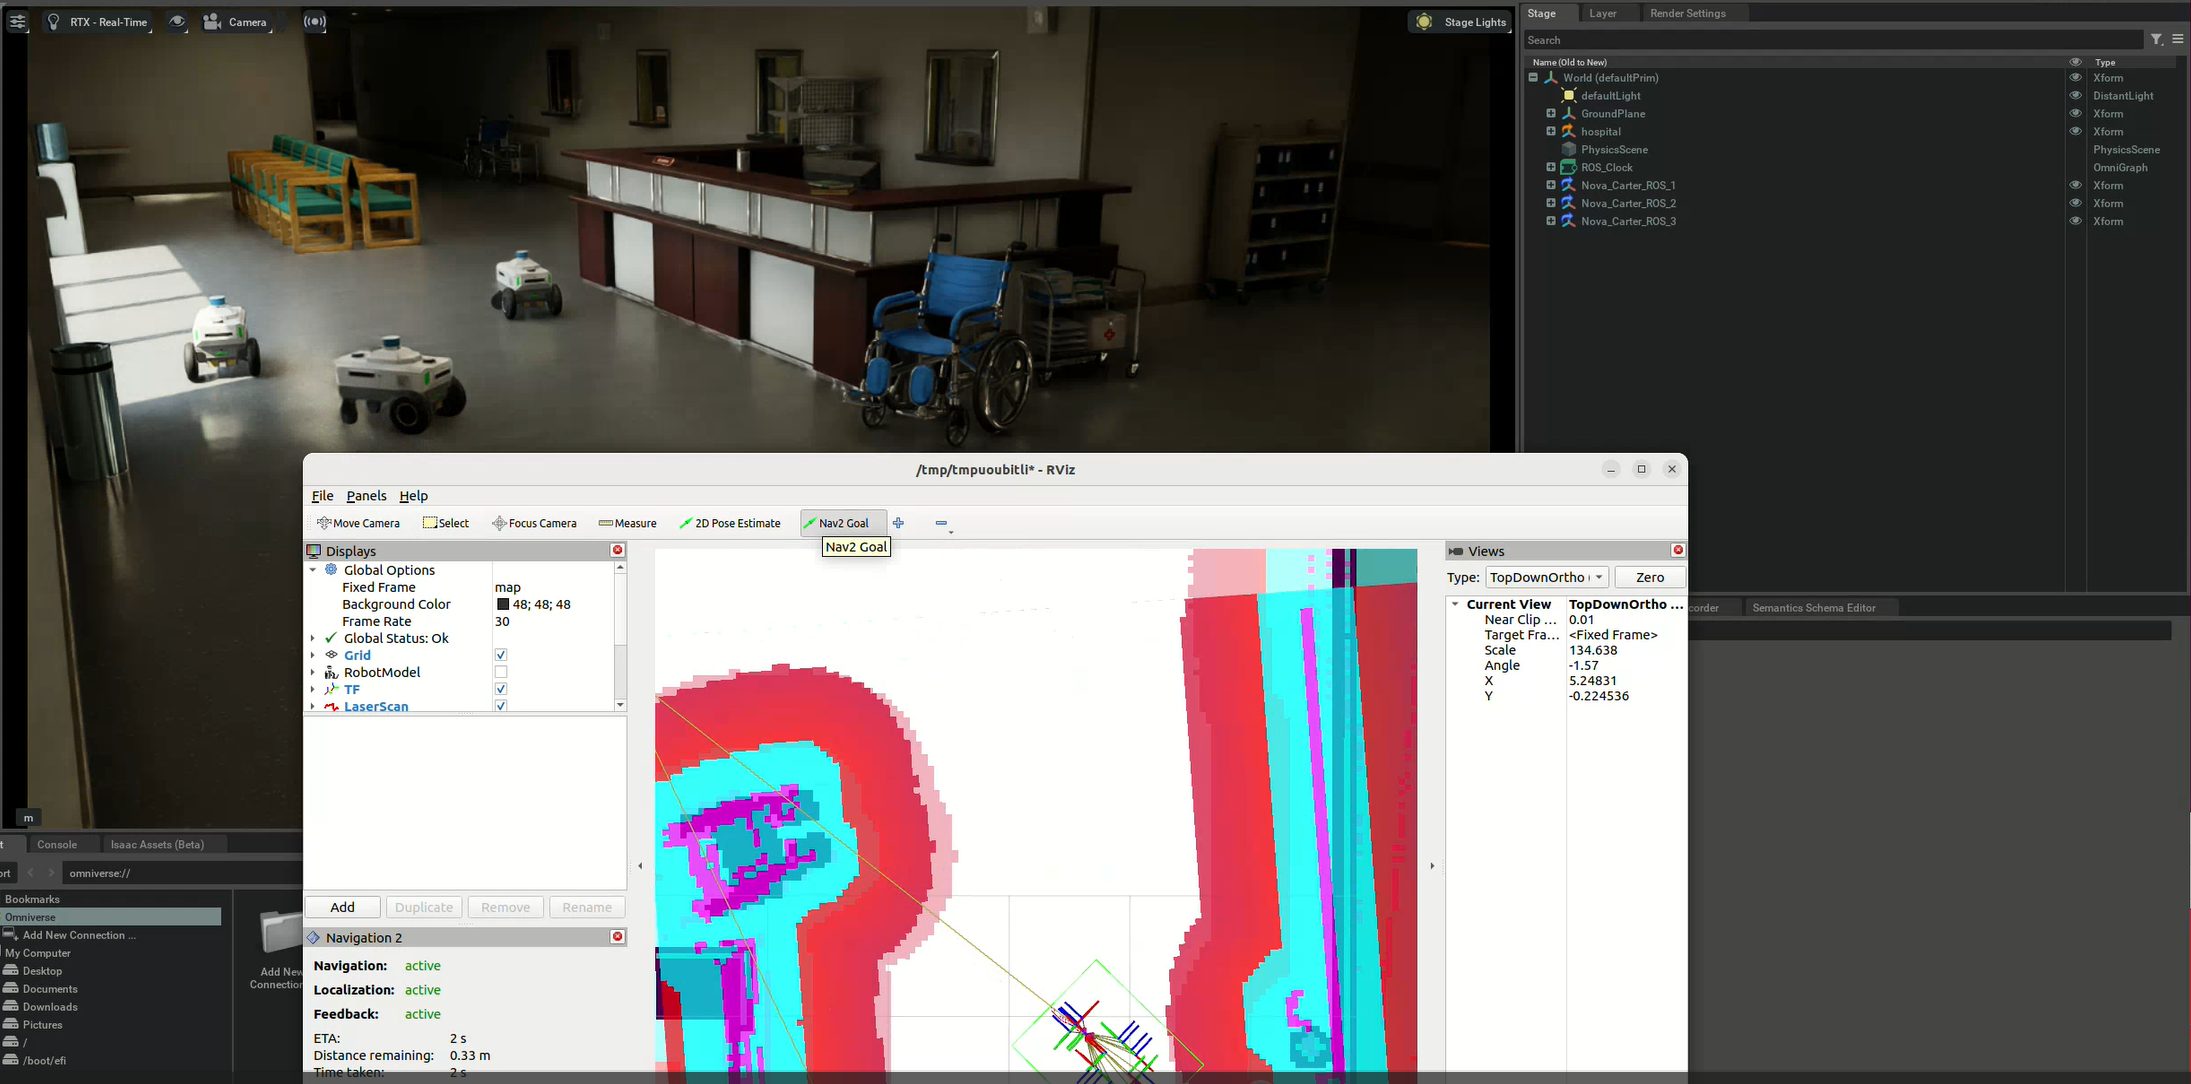 RTX - Real-Time
Camera
Stage Lights
Stage
Layer
Render Settings
Search
Name (Old to New)
Type
World (defaultPrim)
Xform
defaultLight
DistantLight
GroundPlane
Xform
hospital
Xform
PhysicsScene
PhysicsScene
ROS_Clock
OmniGraph
Nova_Carter_ROS_1
Xform
Nova_Carter_ROS_2
Xform
Nova_Carter_ROS_3
Xform
/tmp/tmpuoubitli* - RViz
File
Panels
Help
Move Camera
Select
Focus Camera
Measure
2D Pose Estimate
Nav2 Goal
Nav2 Goal
Displays
Global Options
Fixed Frame
map
Background Color
48; 48; 48
Frame Rate
30
Global Status: Ok
Grid
RobotModel
TF
LaserScan
Add
Duplicate
Remove
Rename
Navigation 2
Navigation:
active
Localization:
active
Feedback:
active
ETA:
2 s
Distance remaining:
0.33 m
Time taken:
2 s
Views
Type:
TopDownOrtho
Zero
Current View
TopDownOrtho ...
Near Clip ...
0.01
Target Fra...
<Fixed Frame>
Scale
134.638
Angle
-1.57
X
5.24831
Y
-0.224536
corder
Semantics Schema Editor
m
t
Console
Isaac Assets (Beta)
ort
omniverse://
Bookmarks
Omniverse
Add New Connection ...
My Computer
Desktop
Documents
Downloads
Pictures
/
/boot/efi
Add New
Connection